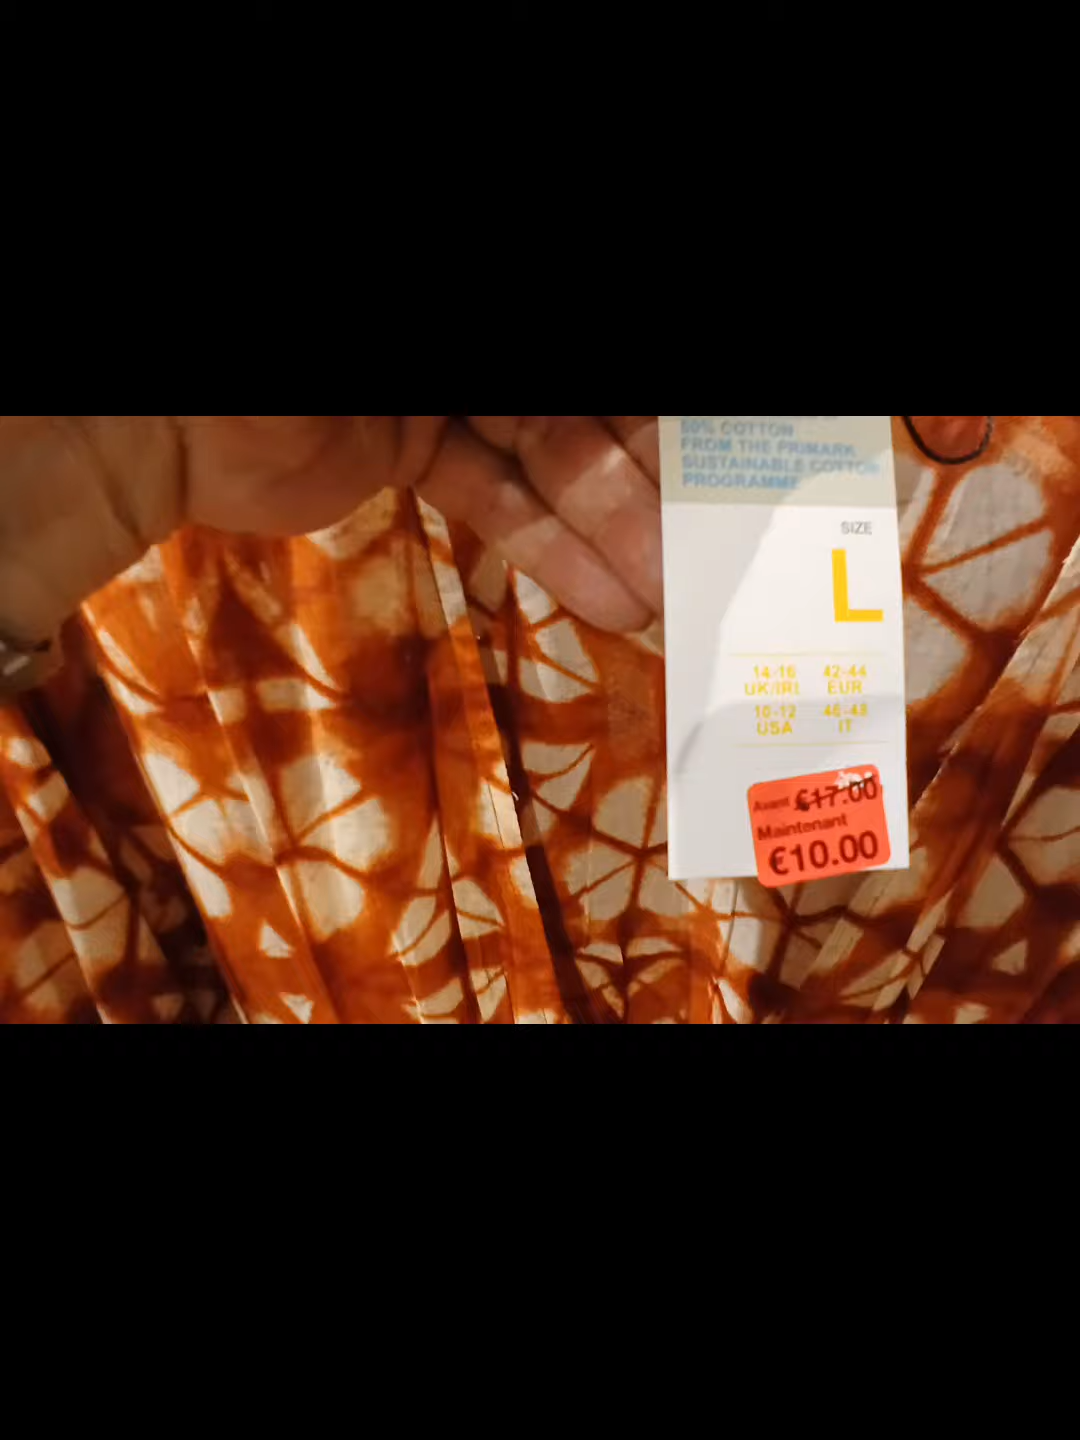 50% COTTON
FROM THE PRIMARK
SUSTAINABLE COTTON
PROGRAMME
SIZE
L
14-16 42-44
UK/IRL EUR
10-12 46-48
USA IT
Avant €17.00
Maintenant
€10.00